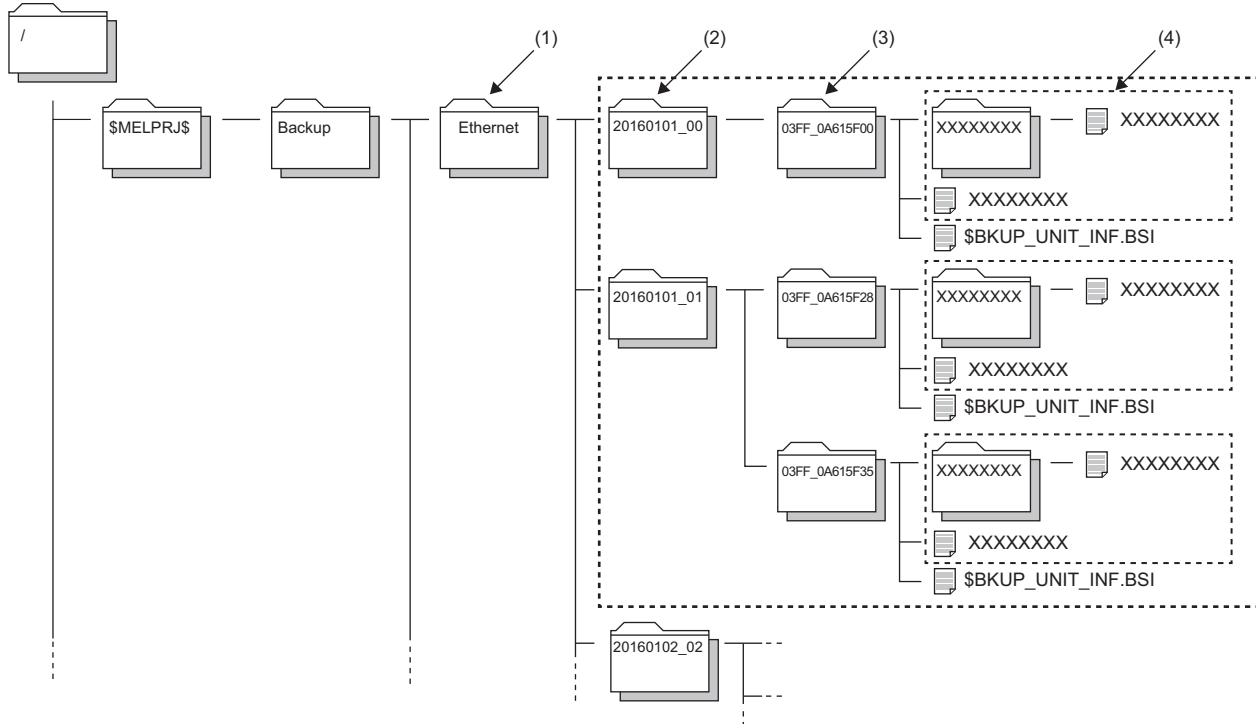 /
(1)
(2)
(3)
(4)
$MELPRJ$
Backup
Ethernet
20160101_00
03FF_0A615F00
XXXXXXXX
XXXXXXXX
XXXXXXXX
$BKUP_UNIT_INF.BSI
20160101_01
03FF_0A615F28
XXXXXXXX
XXXXXXXX
XXXXXXXX
$BKUP_UNIT_INF.BSI
03FF_0A615F35
XXXXXXXX
XXXXXXXX
XXXXXXXX
$BKUP_UNIT_INF.BSI
20160102_02